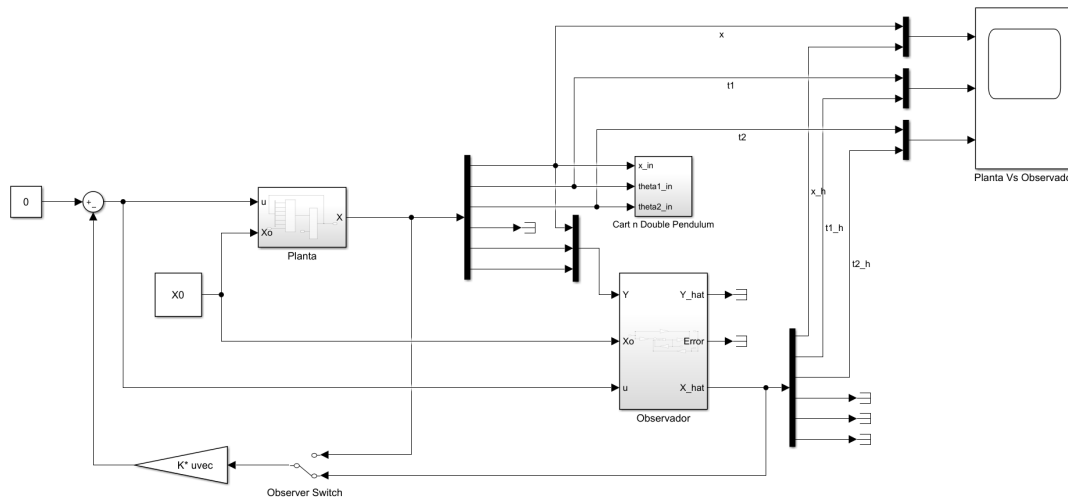 x
t1
t2
Planta Vs Observador
x_in
theta1_in
theta2_in
Cart n Double Pendulum
x_h
t1_h
t2_h
0
+
-
u
Xo
X
Planta
X0
Y
Xo
u
Y_hat
Error
X_hat
Observador
K* uvec
Observer Switch